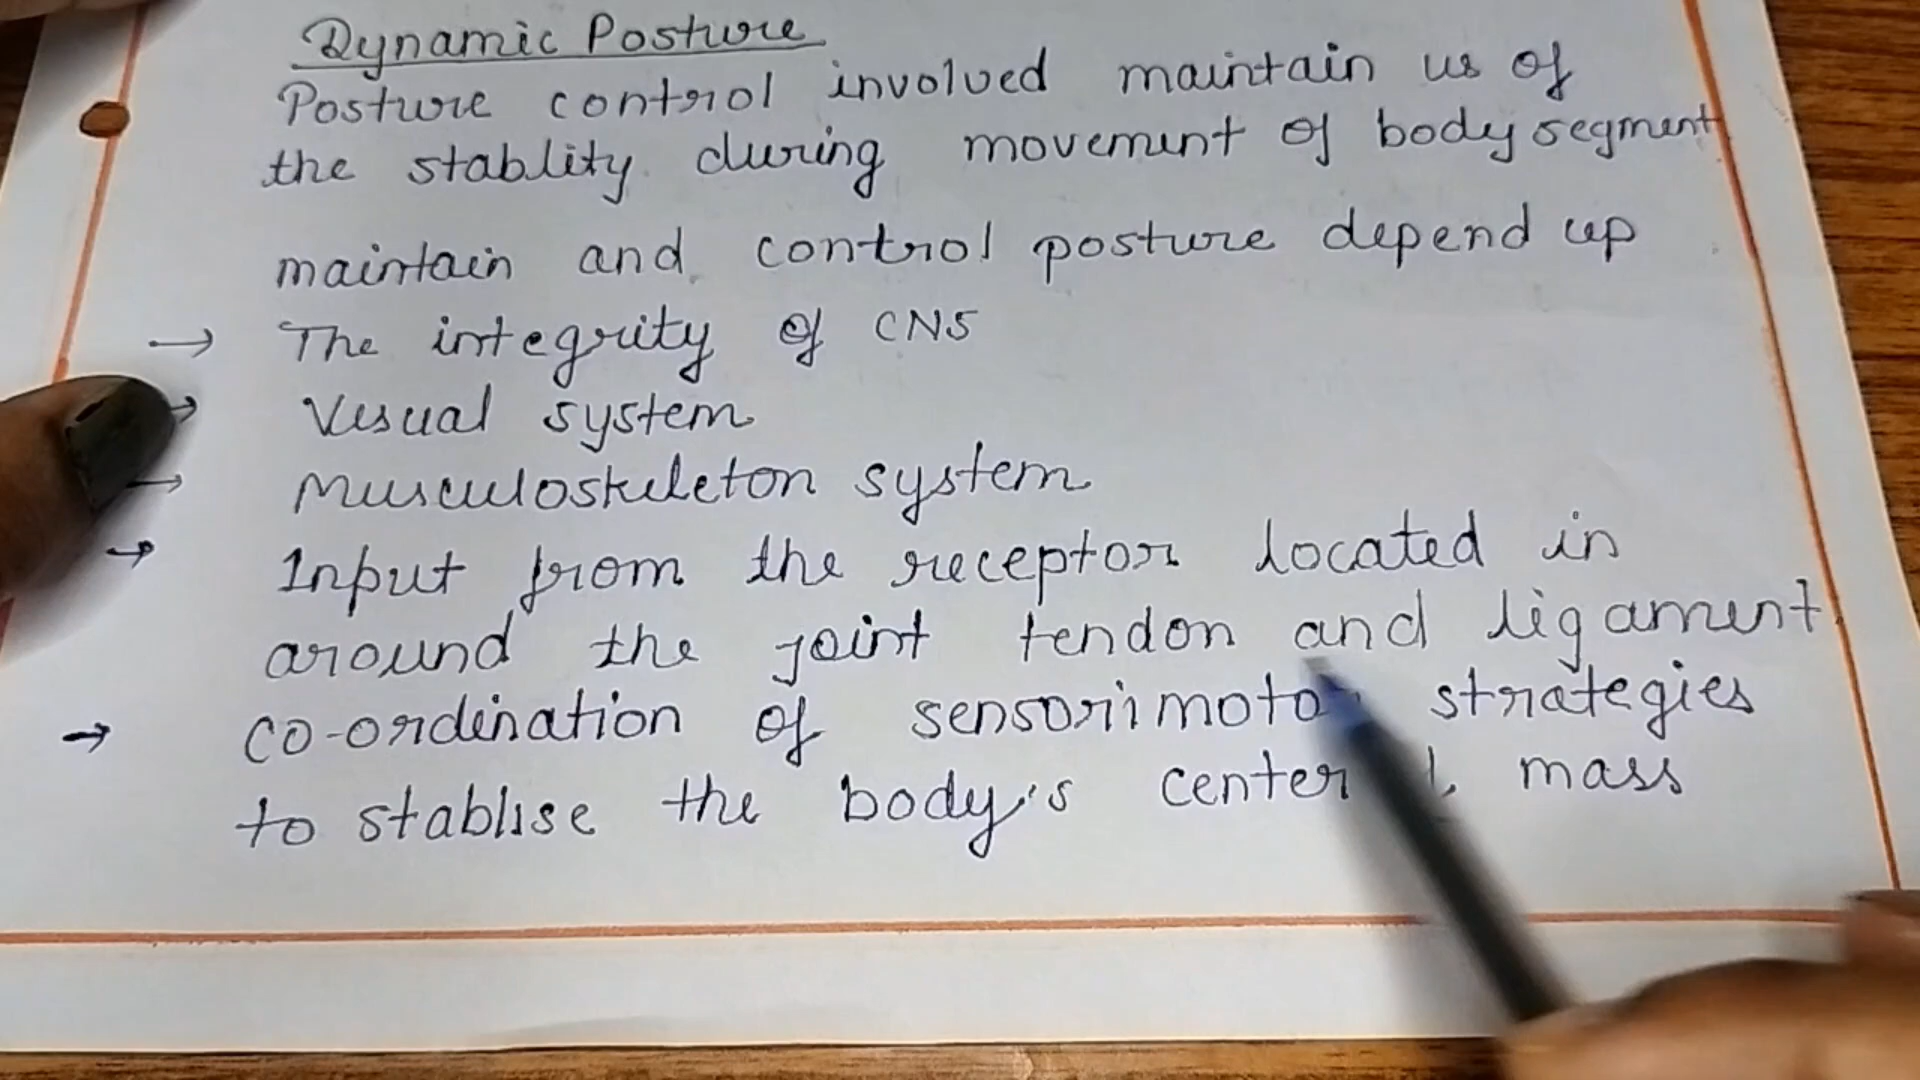 Dynamic Posture
Posture control involved maintain us of
the stablity during movement of body segment
maintain and control posture depend up
→ The integrity of CNS
→ Visual system
→ Musculoskeleton system
→ Input from the receptor located in
around the joint tendon and ligament
→ co-ordination of sensorimotor strategies
to stablise the body's center mass